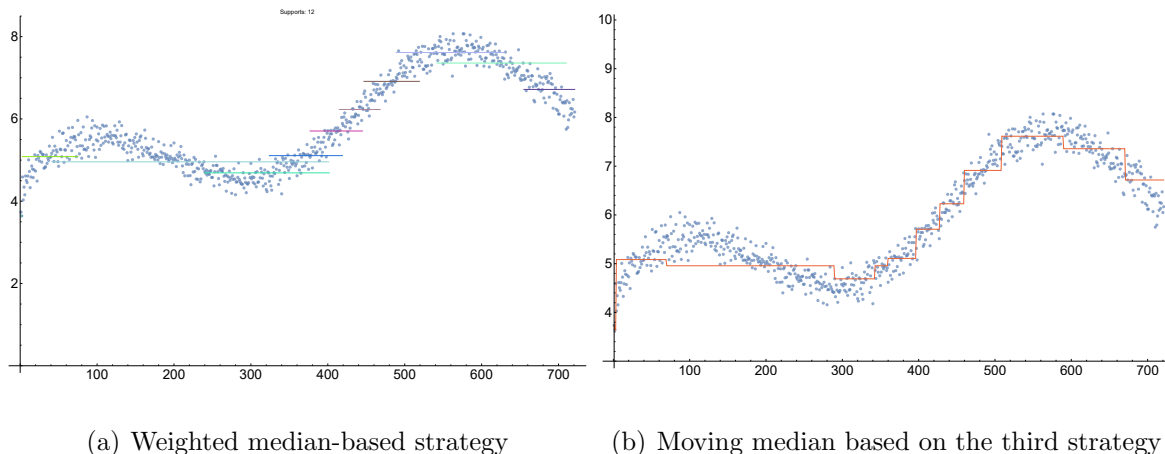 Supports: 12
8
6
4
2
100 200 300 400 500 600 700
10
9
8
7
6
5
4
100 200 300 400 500 600 700
(a) Weighted median-based strategy
(b) Moving median based on the third strategy